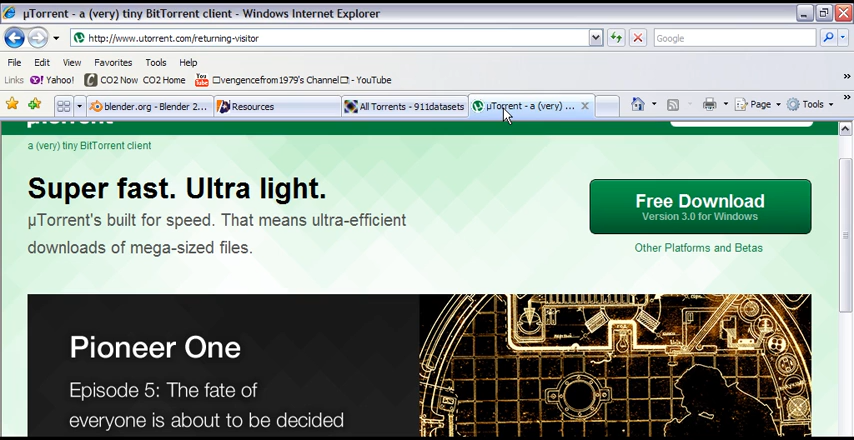 µTorrent - a (very) tiny BitTorrent client - Windows Internet Explorer
http://www.utorrent.com/returning-visitor
Google
File Edit View Favorites Tools Help
Links Yahoo! CO2 Now CO2 Home You Tube vengencefrom1979's Channel - YouTube
blender.org - Blender 2... Resources All Torrents - 911datasets µTorrent - a (very) ... Page Tools
a (very) tiny BitTorrent client
Super fast. Ultra light.
µTorrent's built for speed. That means ultra-efficient
downloads of mega-sized files.
Free Download
Version 3.0 for Windows
Other Platforms and Betas
Pioneer One
Episode 5: The fate of
everyone is about to be decided